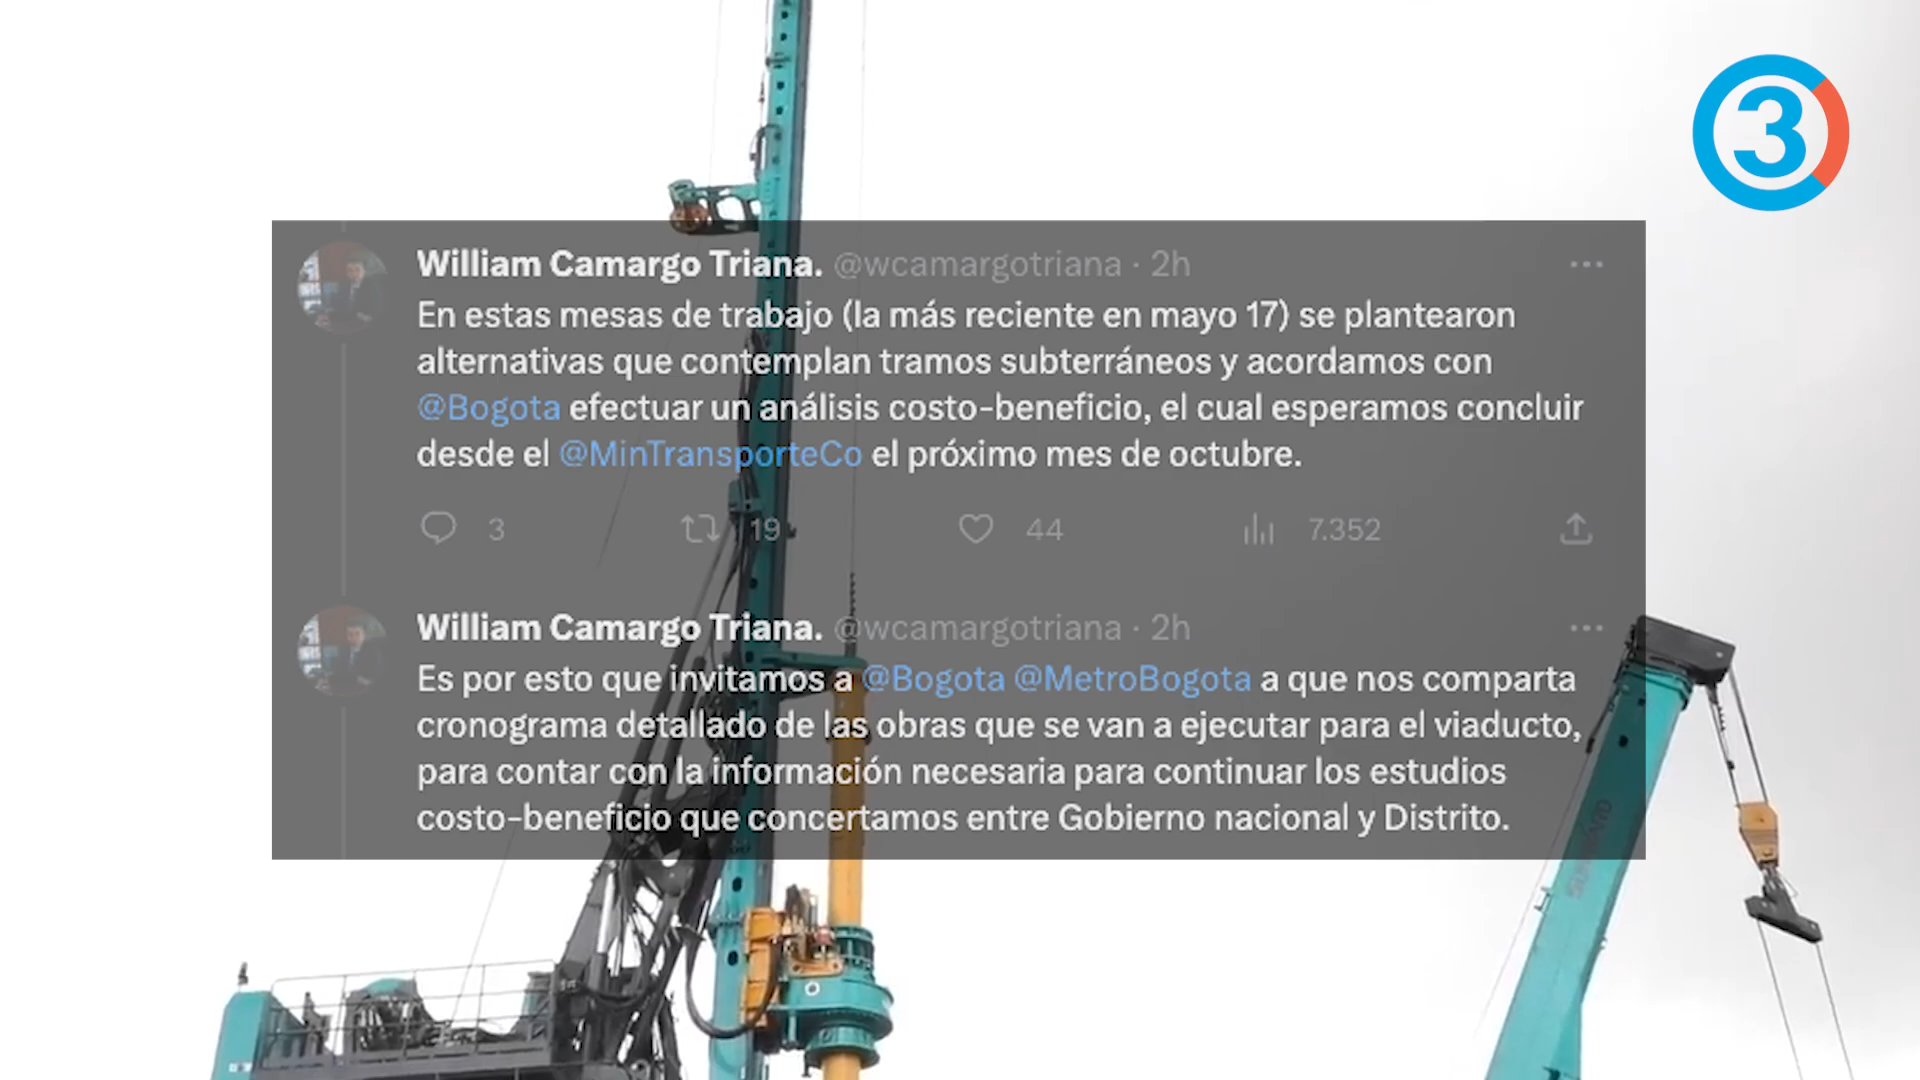 3
William Camargo Triana. @wcamargotriana · 2h
En estas mesas de trabajo (la más reciente en mayo 17) se plantearon
alternativas que contemplan tramos subterráneos y acordamos con
@Bogota efectuar un análisis costo-beneficio, el cual esperamos concluir
desde el @MinTransporteCo el próximo mes de octubre.
3 19 44 7.352
William Camargo Triana. @wcamargotriana · 2h
Es por esto que invitamos a @Bogota @MetroBogota a que nos comparta
cronograma detallado de las obras que se van a ejecutar para el viaducto,
para contar con la información necesaria para continuar los estudios
costo-beneficio que concertamos entre Gobierno nacional y Distrito.